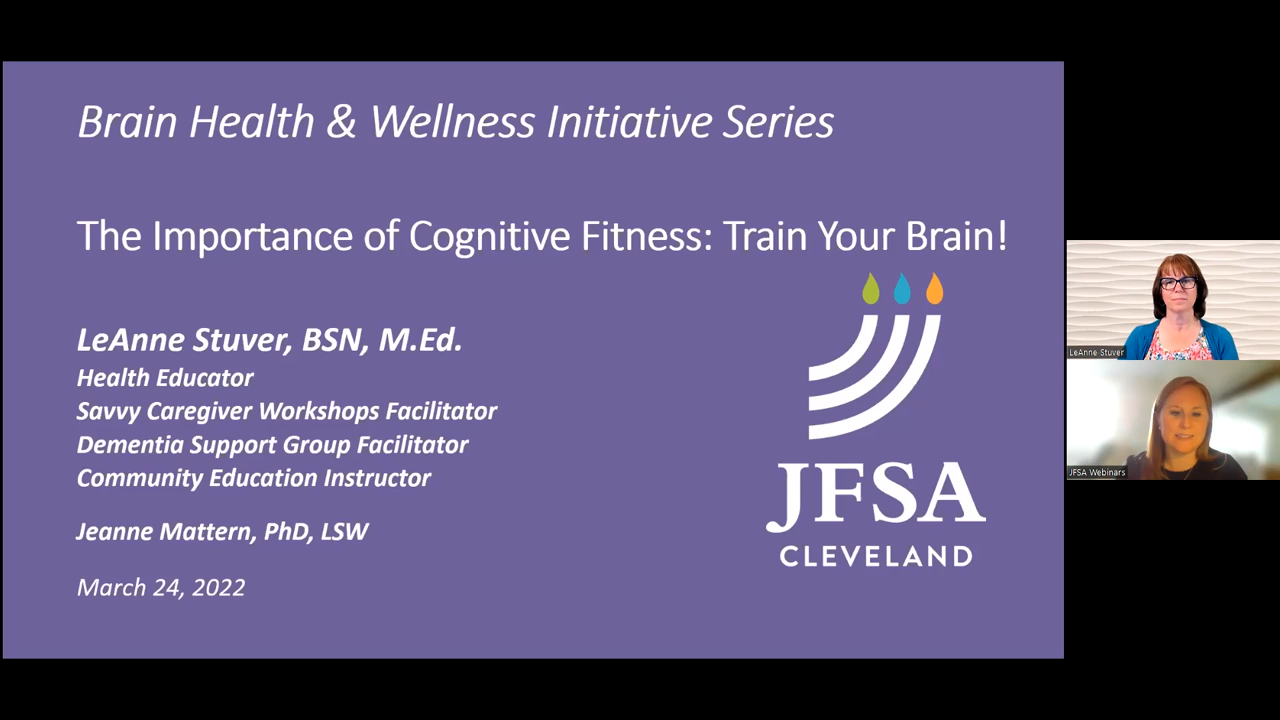 Brain Health & Wellness Initiative Series
The Importance of Cognitive Fitness: Train Your Brain!
LeAnne Stuver, BSN, M.Ed.
Health Educator
Savvy Caregiver Workshops Facilitator
Dementia Support Group Facilitator
Community Education Instructor
Jeanne Mattern, PhD, LSW
March 24, 2022
JFSA
CLEVELAND
LeAnne Stuver
JFSA Webinars